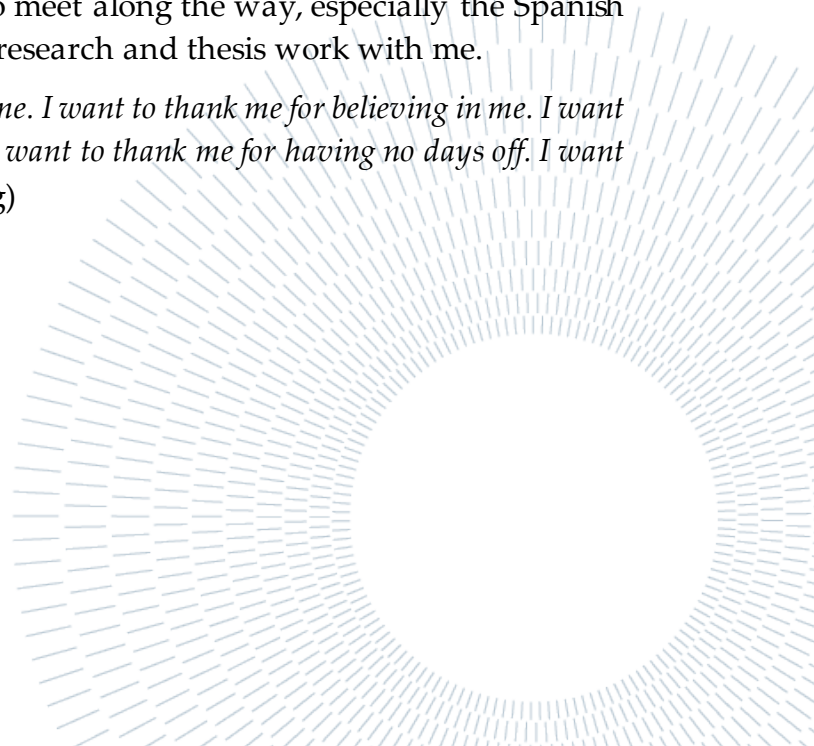 o meet along the way, especially the Spanish
research and thesis work with me.
me. I want to thank me for believing in me. I want
want to thank me for having no days off. I want
g)